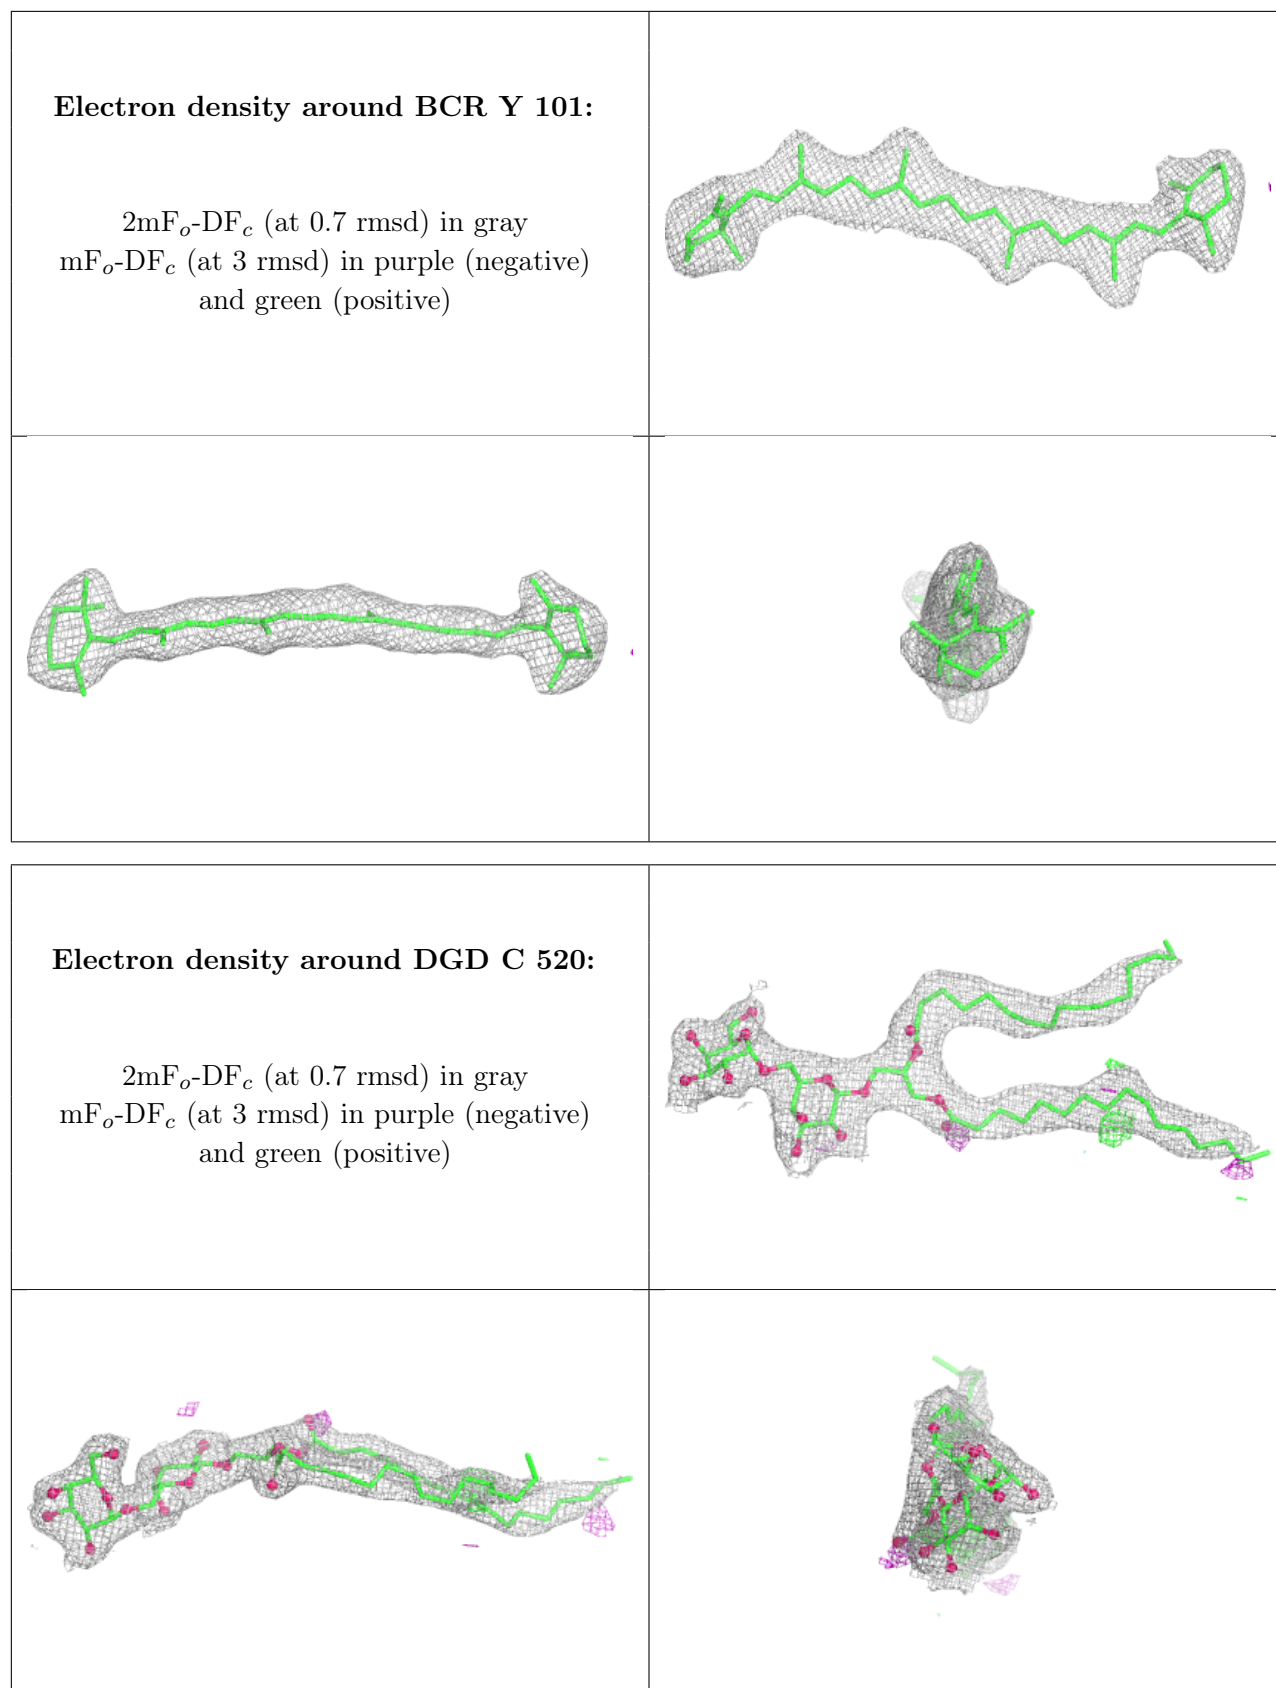 Electron density around BCR Y 101:
2mFo-DFc (at 0.7 rmsd) in gray
mFo-DFc (at 3 rmsd) in purple (negative)
and green (positive)
Electron density around DGD C 520:
2mFo-DFc (at 0.7 rmsd) in gray
mFo-DFc (at 3 rmsd) in purple (negative)
and green (positive)